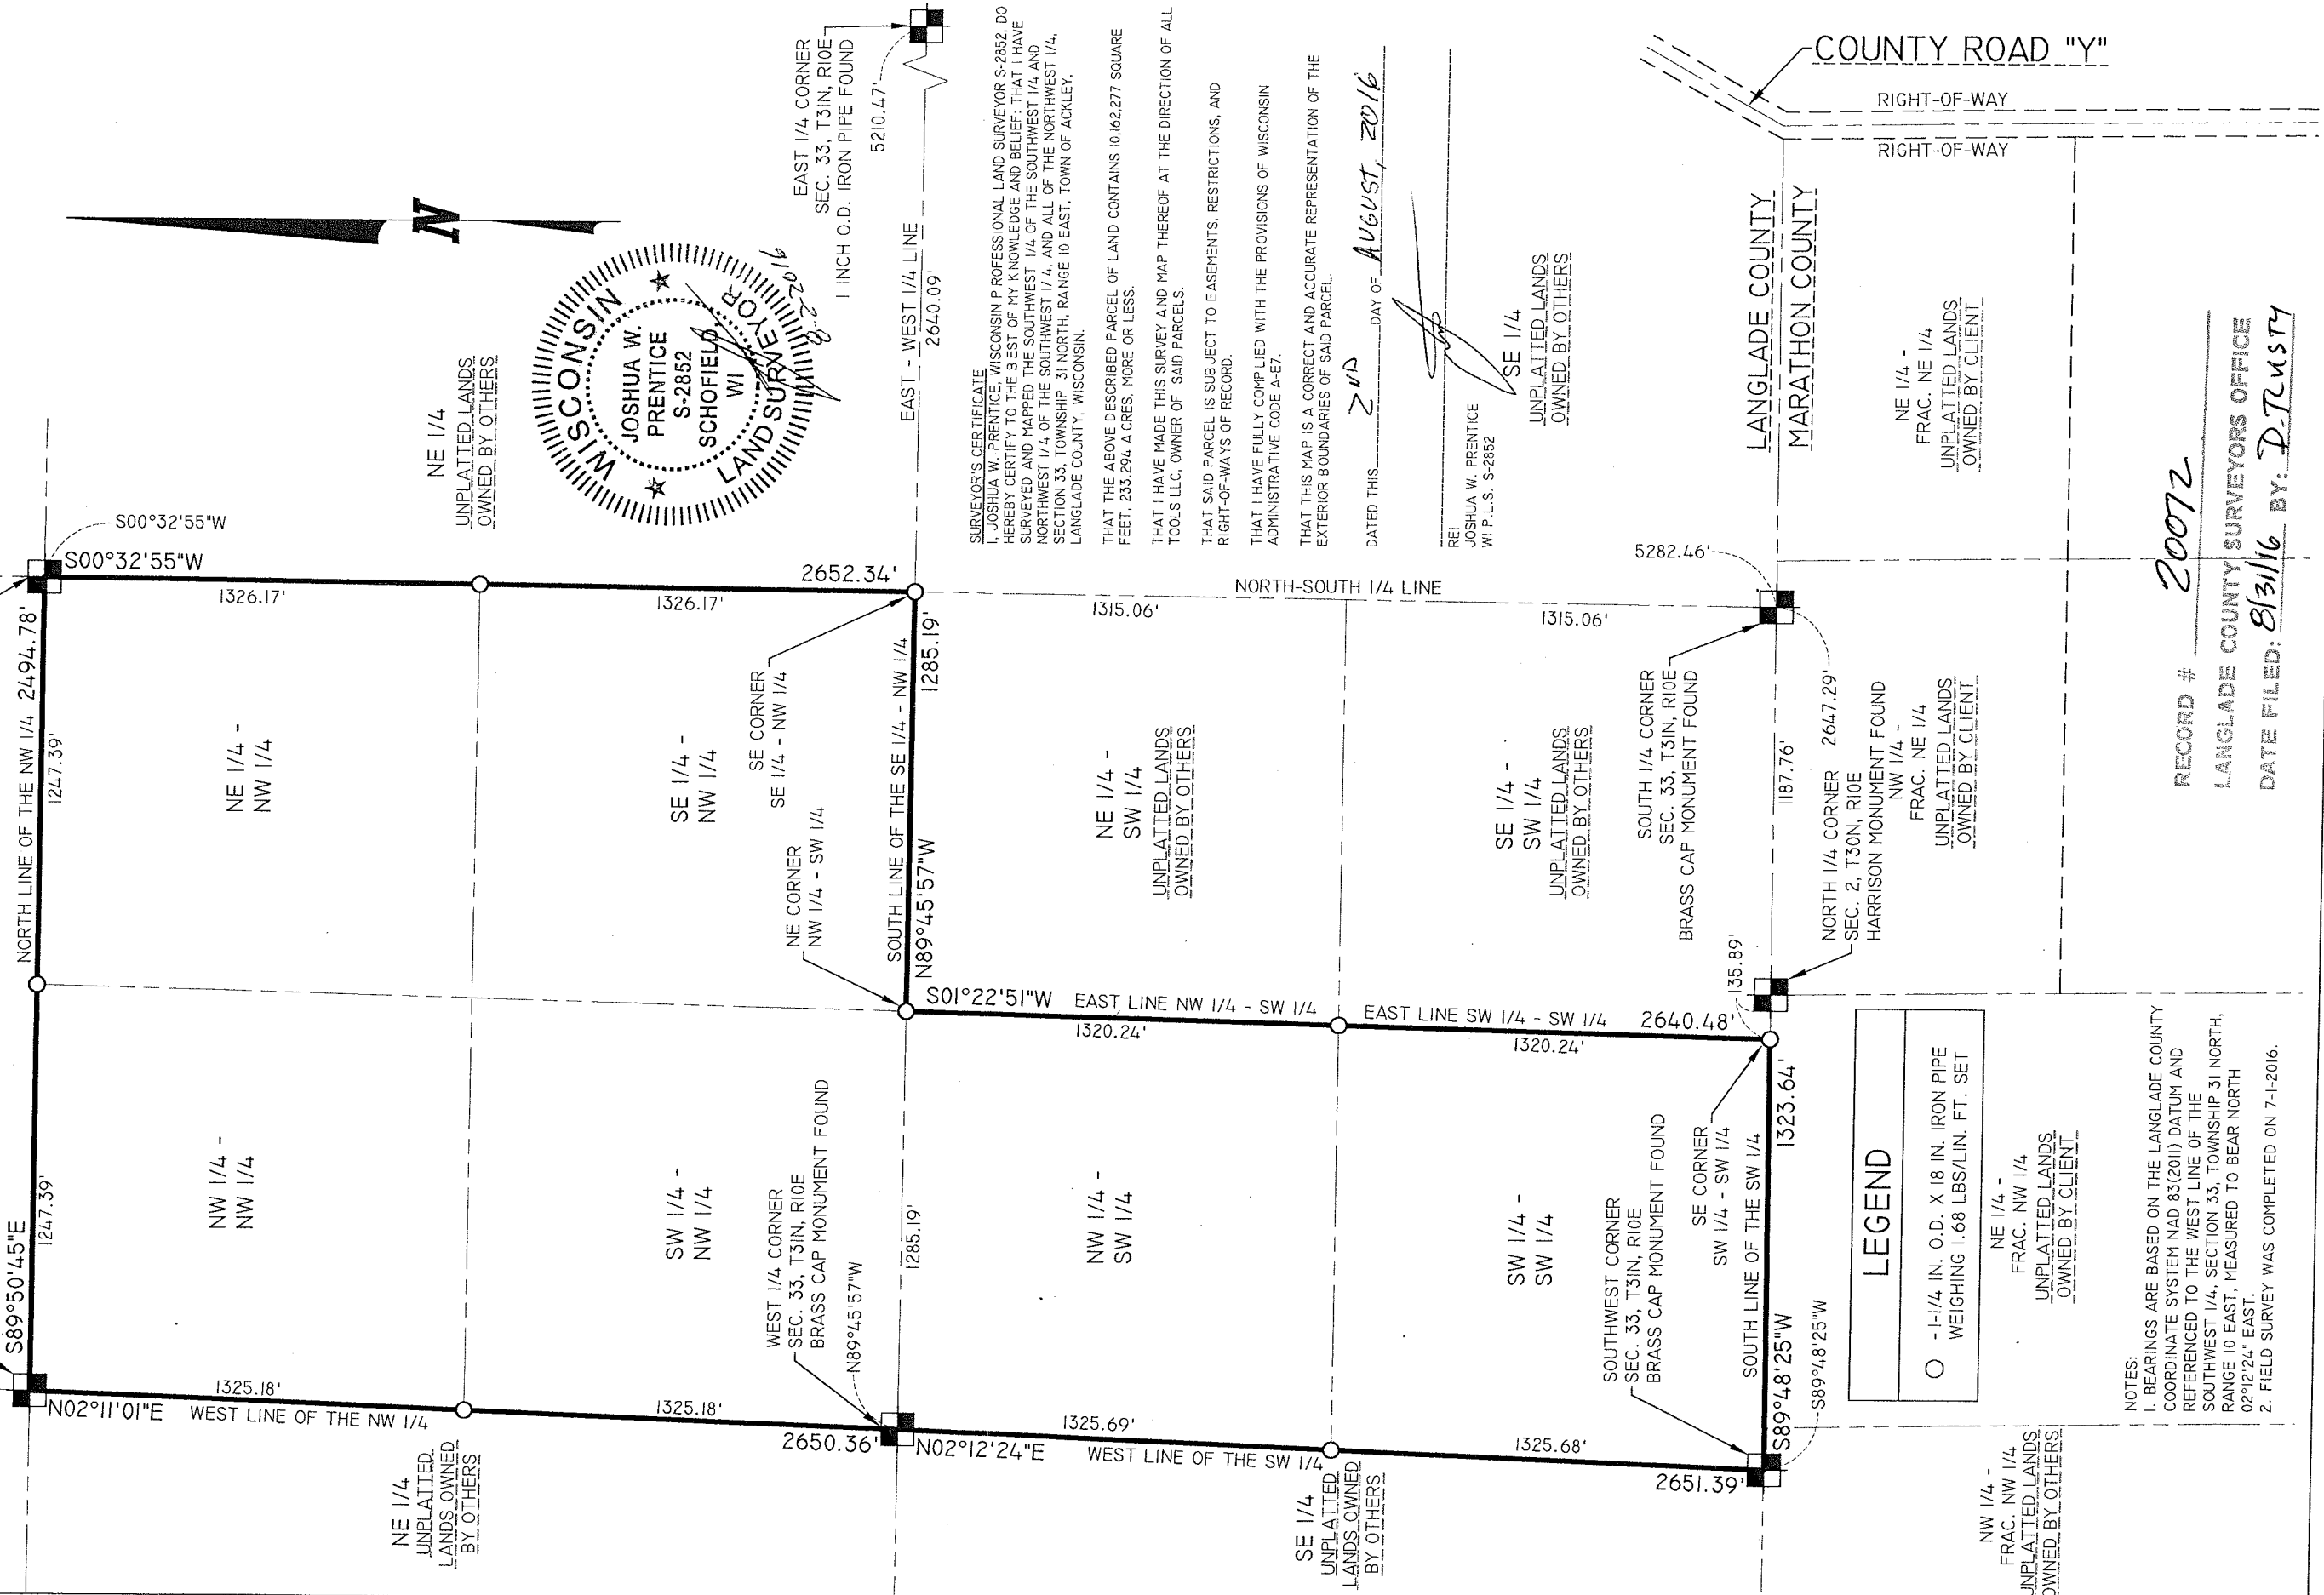 S89°50'45"E
NORTH LINE OF THE NW 1/4 2494.78'
1247.39'
1247.39'
S00°32'55"W
S00°32'55"W
1326.17'
1326.17'
2652.34'
NE 1/4
UNPLATTED LANDS
OWNED BY OTHERS
N
WISCONSIN
JOSHUA W.
PRENTICE
S-2852
SCHOFIELD,
WI
LAND SURVEYOR
8-2-2016
EAST 1/4 CORNER
SEC. 33, T31N, R10E
1 INCH O.D. IRON PIPE FOUND
5210.47'
EAST - WEST 1/4 LINE
2640.09'
NW 1/4 -
NW 1/4
NE 1/4 -
NW 1/4
N02°11'01"E
WEST LINE OF THE NW 1/4
1325.18'
1325.18'
2650.36'
NE 1/4
UNPLATTED
LANDS OWNED
BY OTHERS
SW 1/4 -
NW 1/4
SE 1/4 -
NW 1/4
SE CORNER
SE 1/4 - NW 1/4
NE CORNER
NW 1/4 - SW 1/4
WEST 1/4 CORNER
SEC. 33, T31N, R10E
BRASS CAP MONUMENT FOUND
N89°45'57"W
1285.19'
SOUTH LINE OF THE SE 1/4 - NW 1/4
N89°45'57"W
1285.19'
SURVEYOR'S CERTIFICATE
I, JOSHUA W. PRENTICE, WISCONSIN PROFESSIONAL LAND SURVEYOR S-2852, DO
HEREBY CERTIFY TO THE BEST OF MY KNOWLEDGE AND BELIEF: THAT I HAVE
SURVEYED AND MAPPED THE SOUTHWEST 1/4 OF THE SOUTHWEST 1/4 AND
NORTHWEST 1/4 OF THE SOUTHWEST 1/4, AND ALL OF THE NORTHWEST 1/4,
SECTION 33, TOWNSHIP 31 NORTH, RANGE 10 EAST, TOWN OF ACKLEY,
LANGLADE COUNTY, WISCONSIN.
THAT THE ABOVE DESCRIBED PARCEL OF LAND CONTAINS 10,162,277 SQUARE
FEET, 233.294 ACRES, MORE OR LESS.
THAT I HAVE MADE THIS SURVEY AND MAP THEREOF AT THE DIRECTION OF ALL
TOOLS LLC, OWNER OF SAID PARCELS.
THAT SAID PARCEL IS SUBJECT TO EASEMENTS, RESTRICTIONS, AND
RIGHT-OF-WAYS OF RECORD.
THAT I HAVE FULLY COMPLIED WITH THE PROVISIONS OF WISCONSIN
ADMINISTRATIVE CODE A-E7.
THAT THIS MAP IS A CORRECT AND ACCURATE REPRESENTATION OF THE
EXTERIOR BOUNDARIES OF SAID PARCEL.
DATED THIS 2ND DAY OF AUGUST, 2016
REI
JOSHUA W. PRENTICE
WI P.L.S. S-2852
SE 1/4
UNPLATTED LANDS
OWNED BY OTHERS
N02°12'24"E
WEST LINE OF THE SW 1/4
1325.69'
1325.68'
2651.39'
SE 1/4
UNPLATTED
LANDS OWNED
BY OTHERS
NW 1/4 -
SW 1/4
S01°22'51"W
EAST LINE NW 1/4 - SW 1/4
1320.24'
EAST LINE SW 1/4 - SW 1/4
1320.24'
2640.48'
NE 1/4 -
SW 1/4
UNPLATTED LANDS
OWNED BY OTHERS
1315.06'
NORTH-SOUTH 1/4 LINE
1315.06'
SW 1/4 -
SW 1/4
SE 1/4 -
SW 1/4
UNPLATTED LANDS
OWNED BY OTHERS
SOUTHWEST CORNER
SEC. 33, T31N, R10E
BRASS CAP MONUMENT FOUND
SE CORNER
SW 1/4 - SW 1/4
SOUTH LINE OF THE SW 1/4
S89°48'25"W
1323.64'
S89°48'25"W
135.89'
SOUTH 1/4 CORNER
SEC. 33, T31N, R10E
BRASS CAP MONUMENT FOUND
5282.46'
1187.76'
2647.29'
NORTH 1/4 CORNER
SEC. 2, T30N, R10E
HARRISON MONUMENT FOUND
NW 1/4 -
FRAC. NE 1/4
UNPLATTED LANDS
OWNED BY CLIENT
LANGLADE COUNTY
MARATHON COUNTY
NE 1/4 -
FRAC. NE 1/4
UNPLATTED LANDS
OWNED BY CLIENT
COUNTY ROAD "Y"
RIGHT-OF-WAY
RIGHT-OF-WAY
LEGEND
- 1-1/4 IN. O.D. X 18 IN. IRON PIPE
WEIGHING 1.68 LBS/LIN. FT. SET
NE 1/4 -
FRAC. NW 1/4
UNPLATTED LANDS
OWNED BY CLIENT
NW 1/4 -
FRAC. NW 1/4
UNPLATTED LANDS
OWNED BY OTHERS
NOTES:
1. BEARINGS ARE BASED ON THE LANGLADE COUNTY
COORDINATE SYSTEM NAD 83(2011) DATUM AND
REFERENCED TO THE WEST LINE OF THE
SOUTHWEST 1/4, SECTION 33, TOWNSHIP 31 NORTH,
RANGE 10 EAST, MEASURED TO BEAR NORTH
02°12'24" EAST.
2. FIELD SURVEY WAS COMPLETED ON 7-1-2016.
RECORD # 20072
LANGLADE COUNTY SURVEYORS OFFICE
DATE FILED: 8/31/16 BY: D.TLUSTY